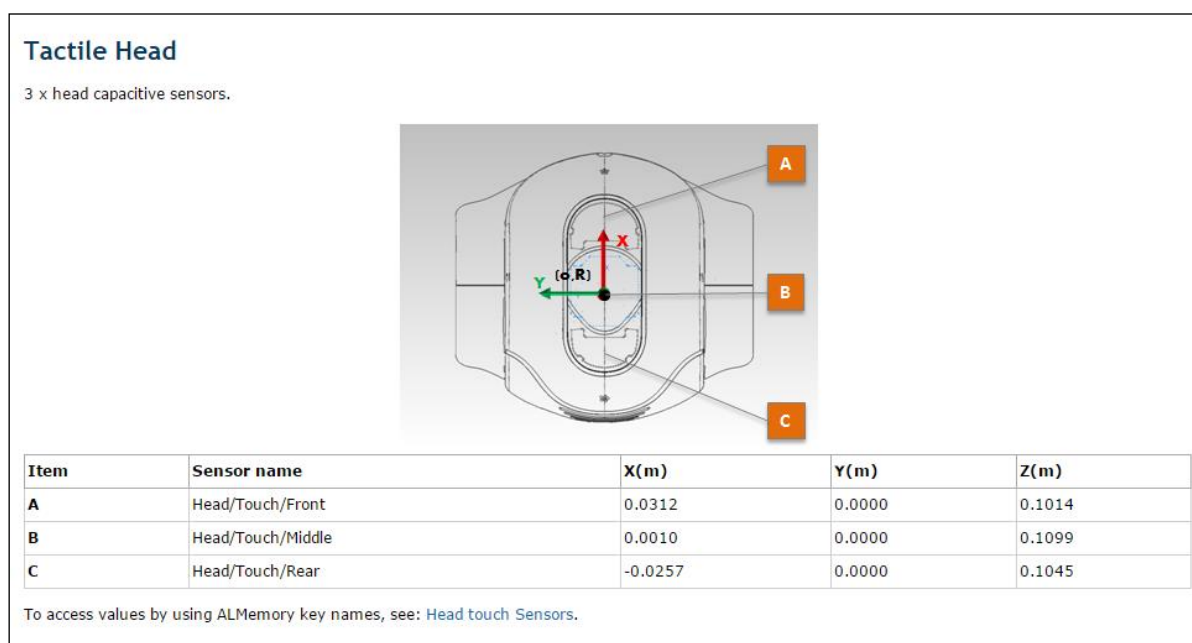 Tactile Head
3 x head capacitive sensors.
A
X
Y
(o,R)
B
C
Item Sensor name X(m) Y(m) Z(m)
A Head/Touch/Front 0.0312 0.0000 0.1014
B Head/Touch/Middle 0.0010 0.0000 0.1099
C Head/Touch/Rear -0.0257 0.0000 0.1045
To access values by using ALMemory key names, see: Head touch Sensors.